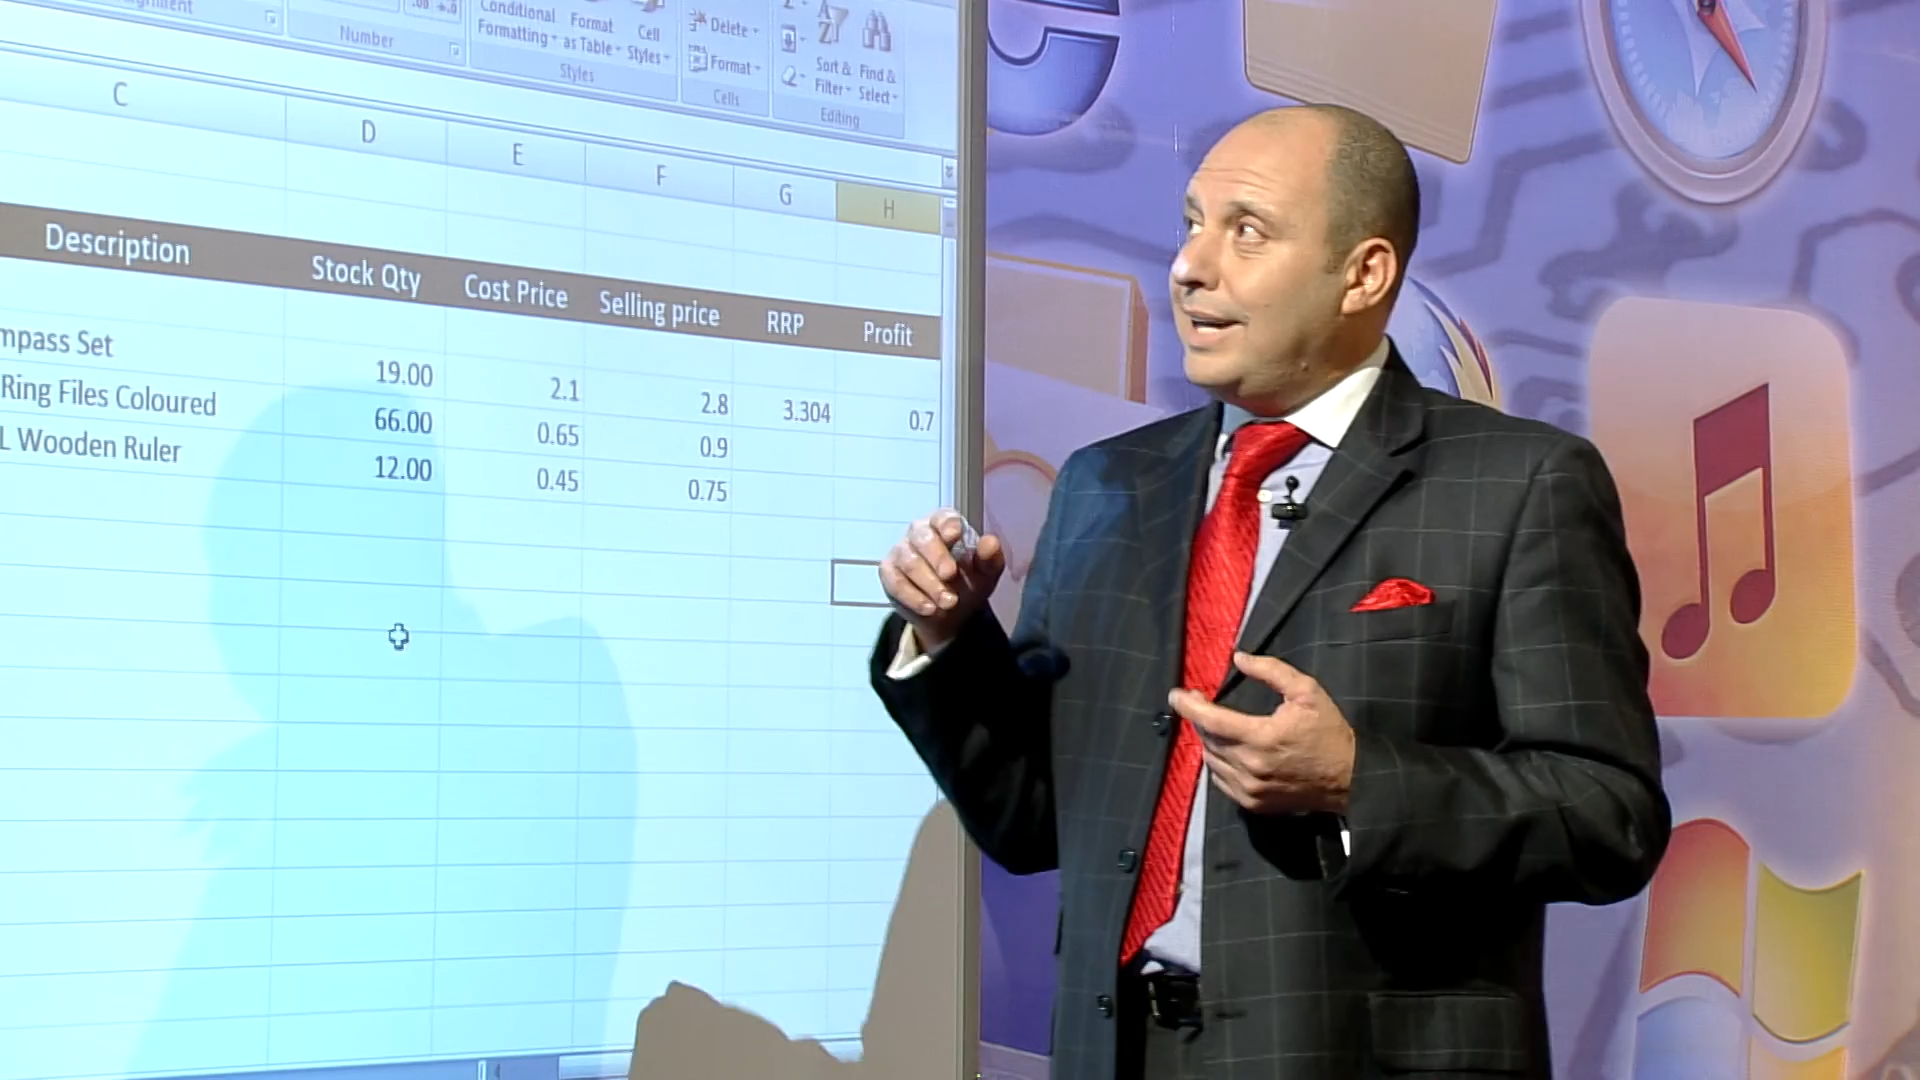 Number
Conditional Formatting
Format as Table
Cell Styles
Styles
Delete
Format
Cells
Sort & Filter
Find & Select
Editing
C D E F G H
Description Stock Qty Cost Price Selling price RRP Profit
mpass Set 19.00 2.1 2.8 3.304 0.7
Ring Files Coloured 66.00 0.65 0.9
L Wooden Ruler 12.00 0.45 0.75